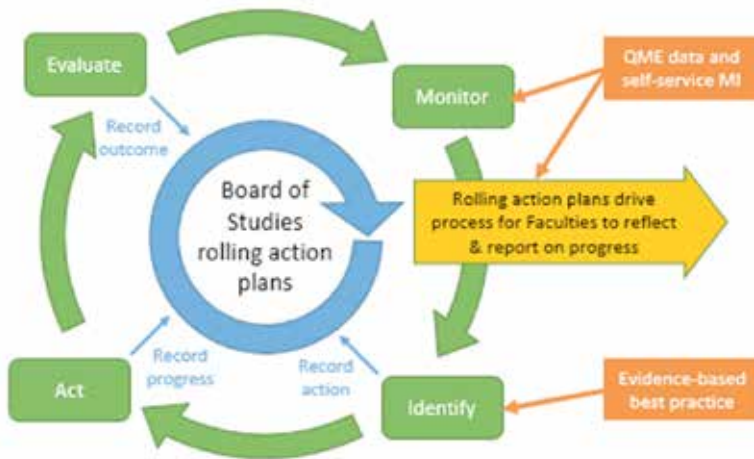 Evaluate
Monitor
QME data and
self-service MI
Record
outcome
Board of
Studies
rolling action
plans
Rolling action plans drive
process for Faculties to reflect
& report on progress
Record
progress
Record
action
Act
Identify
Evidence-based
best practice